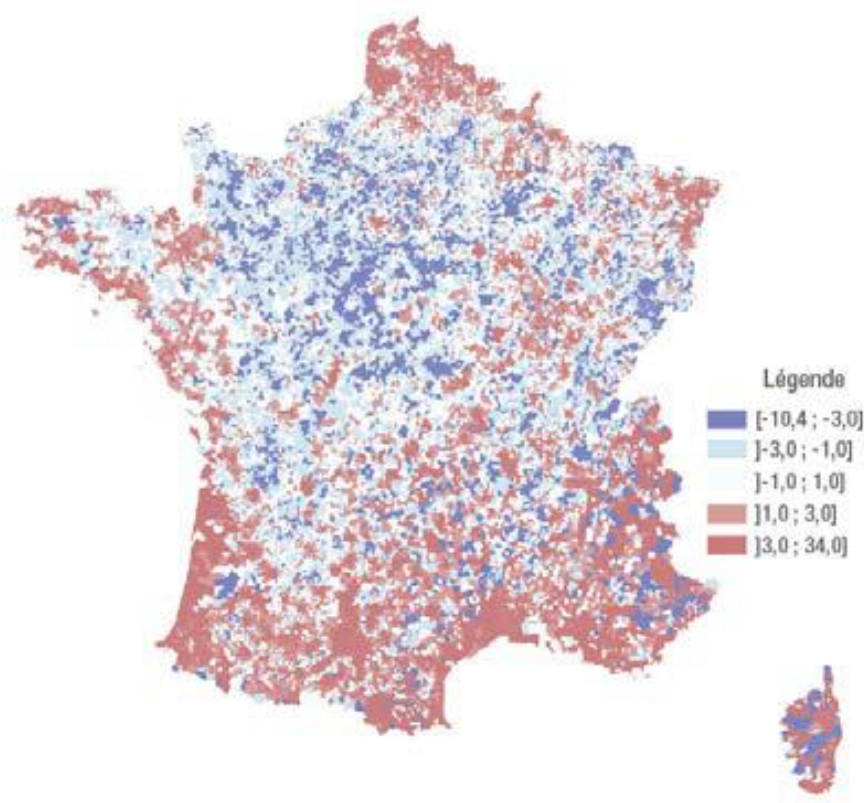 Légende
[-10,4 ; -3,0]
]-3,0 ; -1,0]
]-1,0 ; 1,0]
]1,0 ; 3,0]
]3,0 ; 34,0]